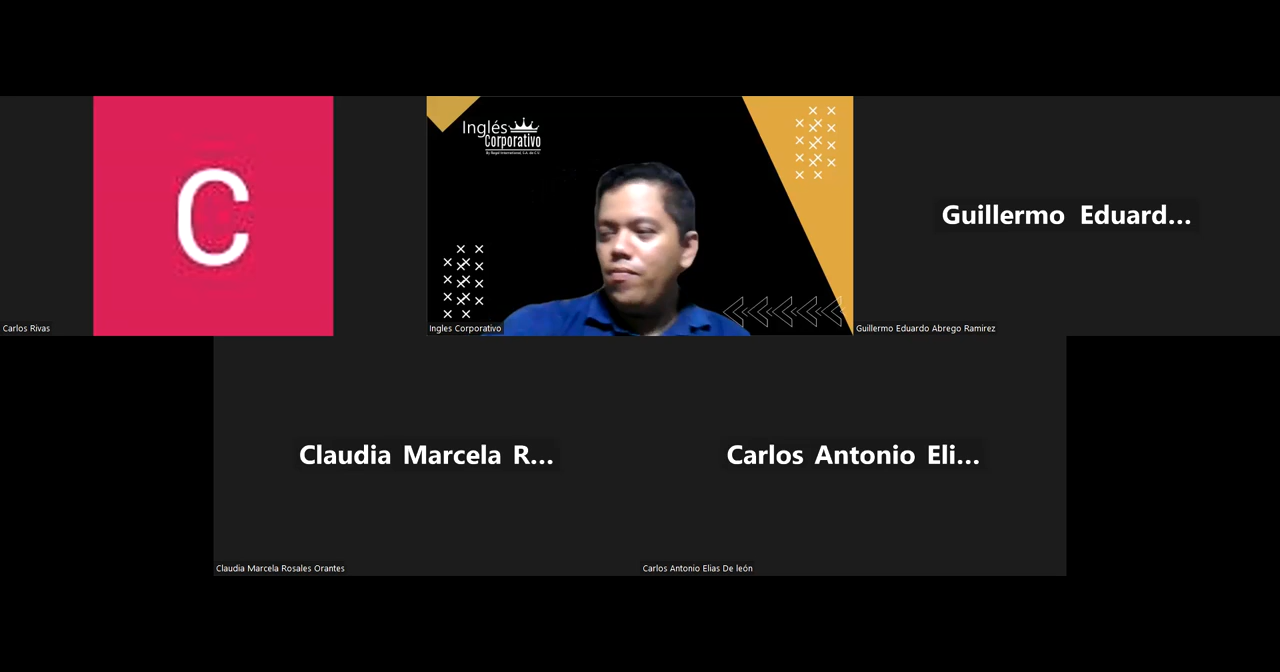 C
Inglés
Corporativo
Carlos Rivas
Ingles Corporativo
Guillermo Eduard...
Guillermo Eduardo Abrego Ramirez
Claudia Marcela R...
Carlos Antonio Eli...
Claudia Marcela Rosales Orantes
Carlos Antonio Elias De león